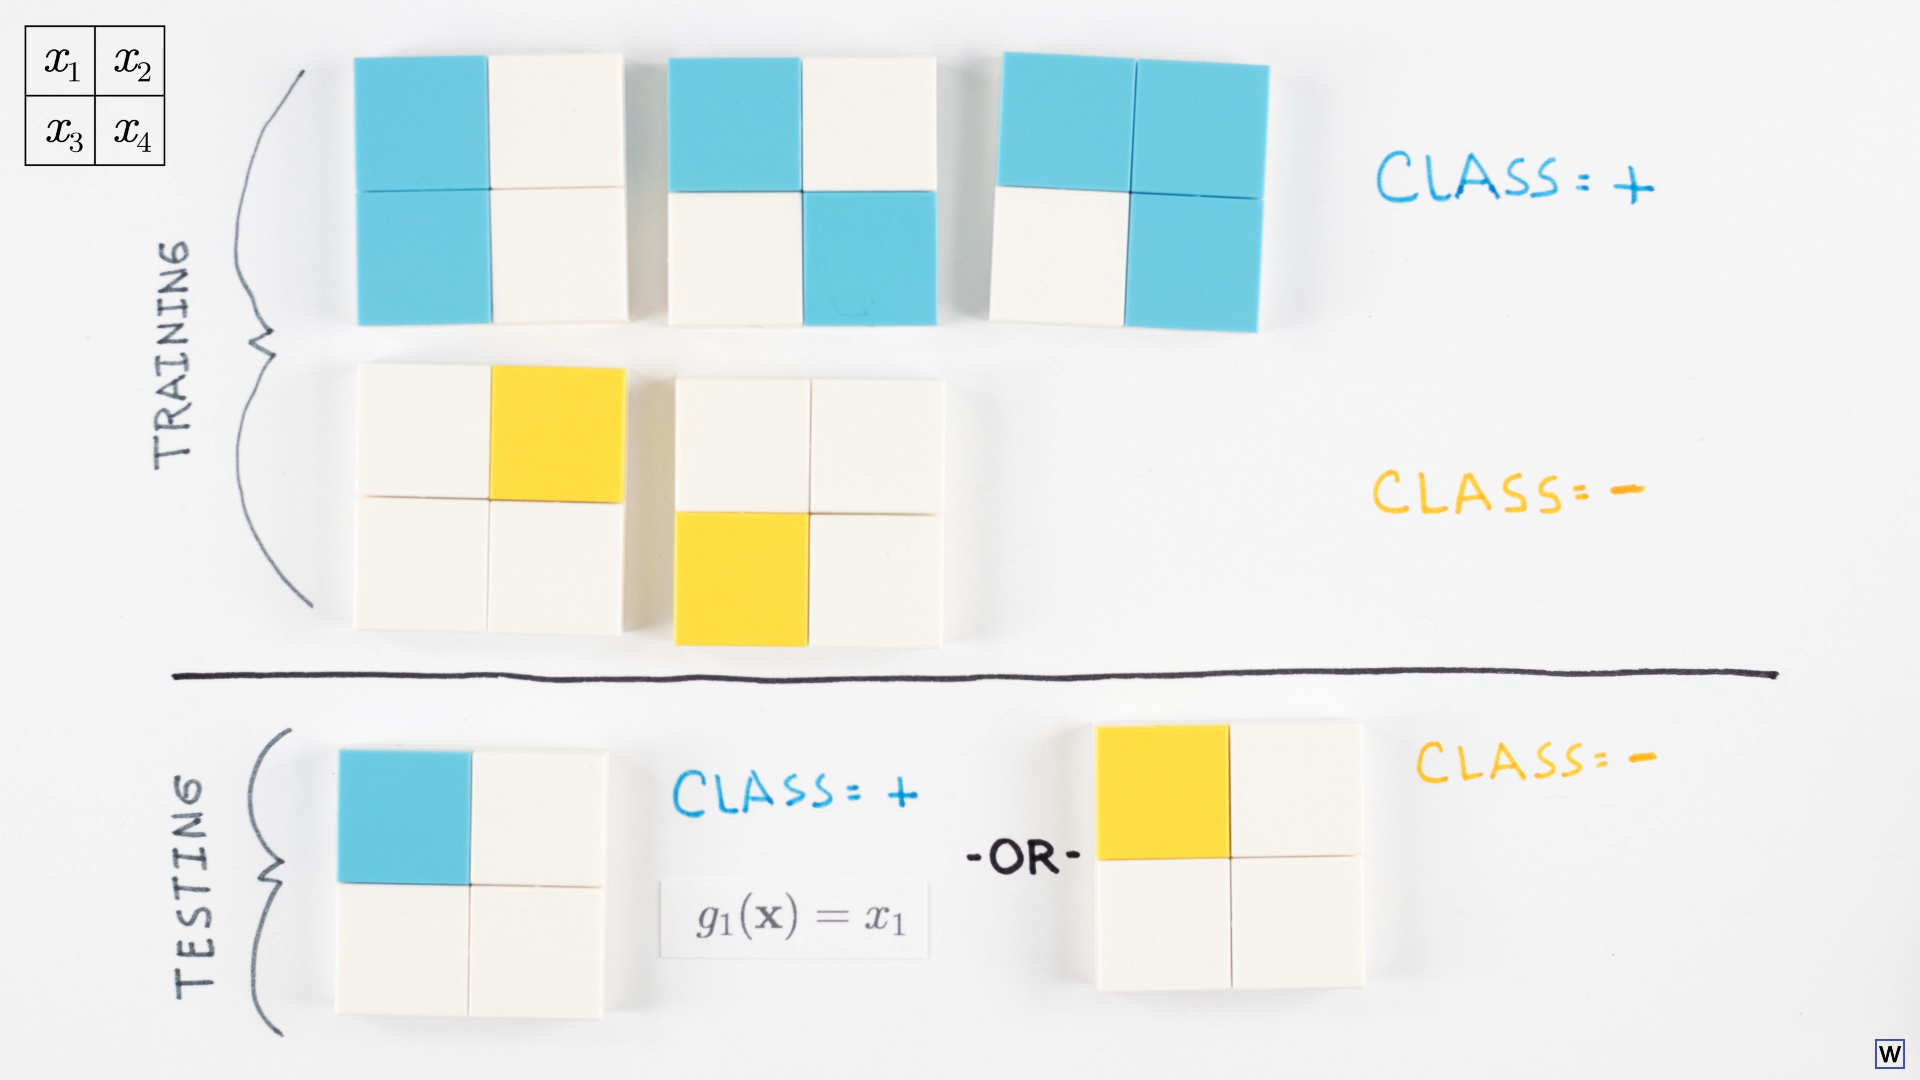 x₁ x₂
x₃ x₄
TRAINING
CLASS = +
CLASS = -
TESTING
CLASS = +
g₁(x) = x₁
-OR-
CLASS = -
W